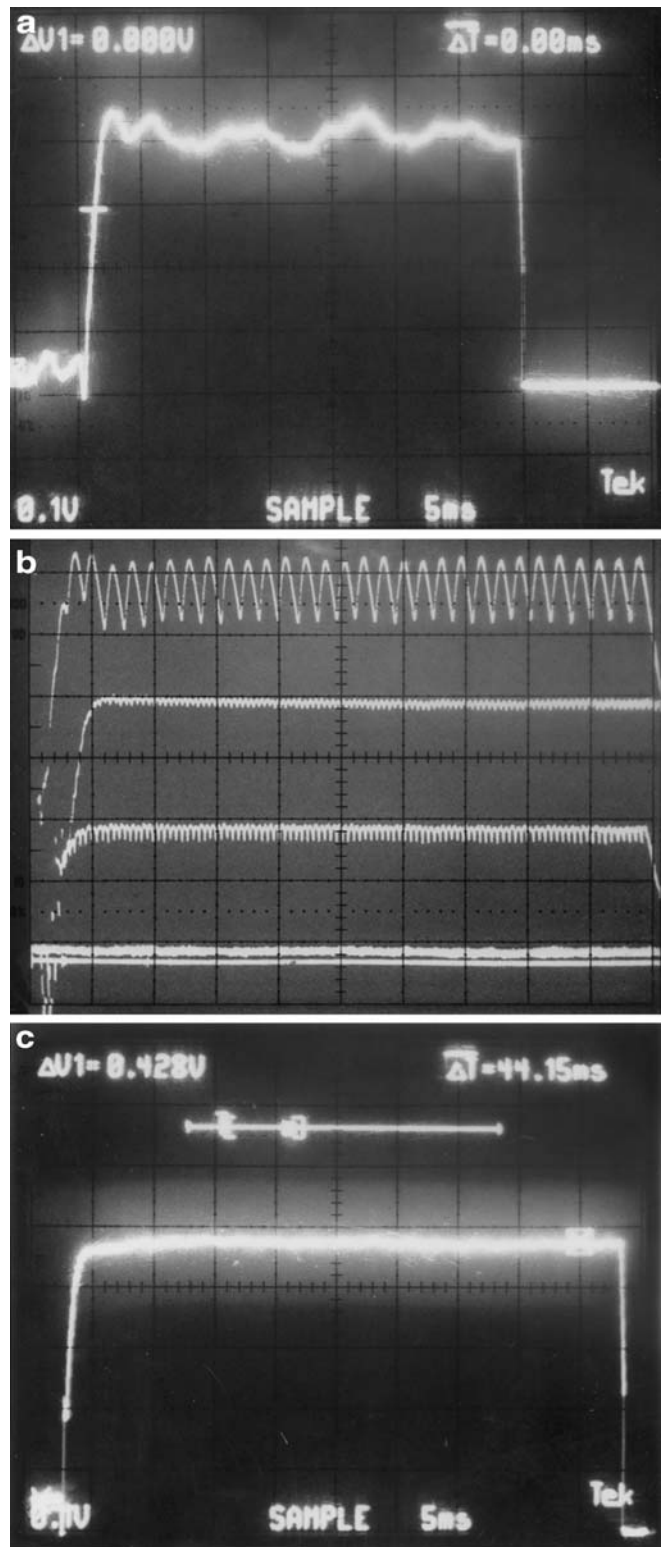 a
ΔV1=0.000V ΔT=0.00ms
Tek
0.1V SAMPLE 5ms
b
c
ΔV1=0.428V ΔT=44.15ms
Tek
0.1V SAMPLE 5ms